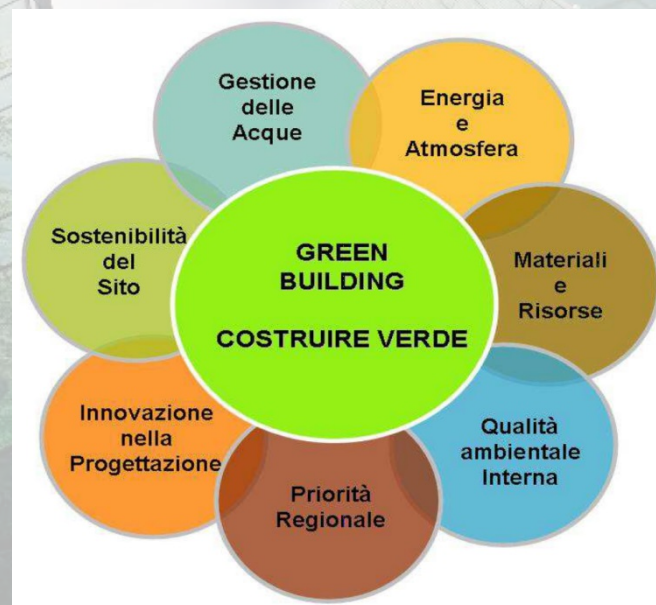 Gestione
delle
Acque
Energia
e
Atmosfera
Sostenibilità
del
Sito
GREEN
BUILDING
COSTRUIRE VERDE
Materiali
e
Risorse
Innovazione
nella
Progettazione
Priorità
Regionale
Qualità
ambientale
Interna